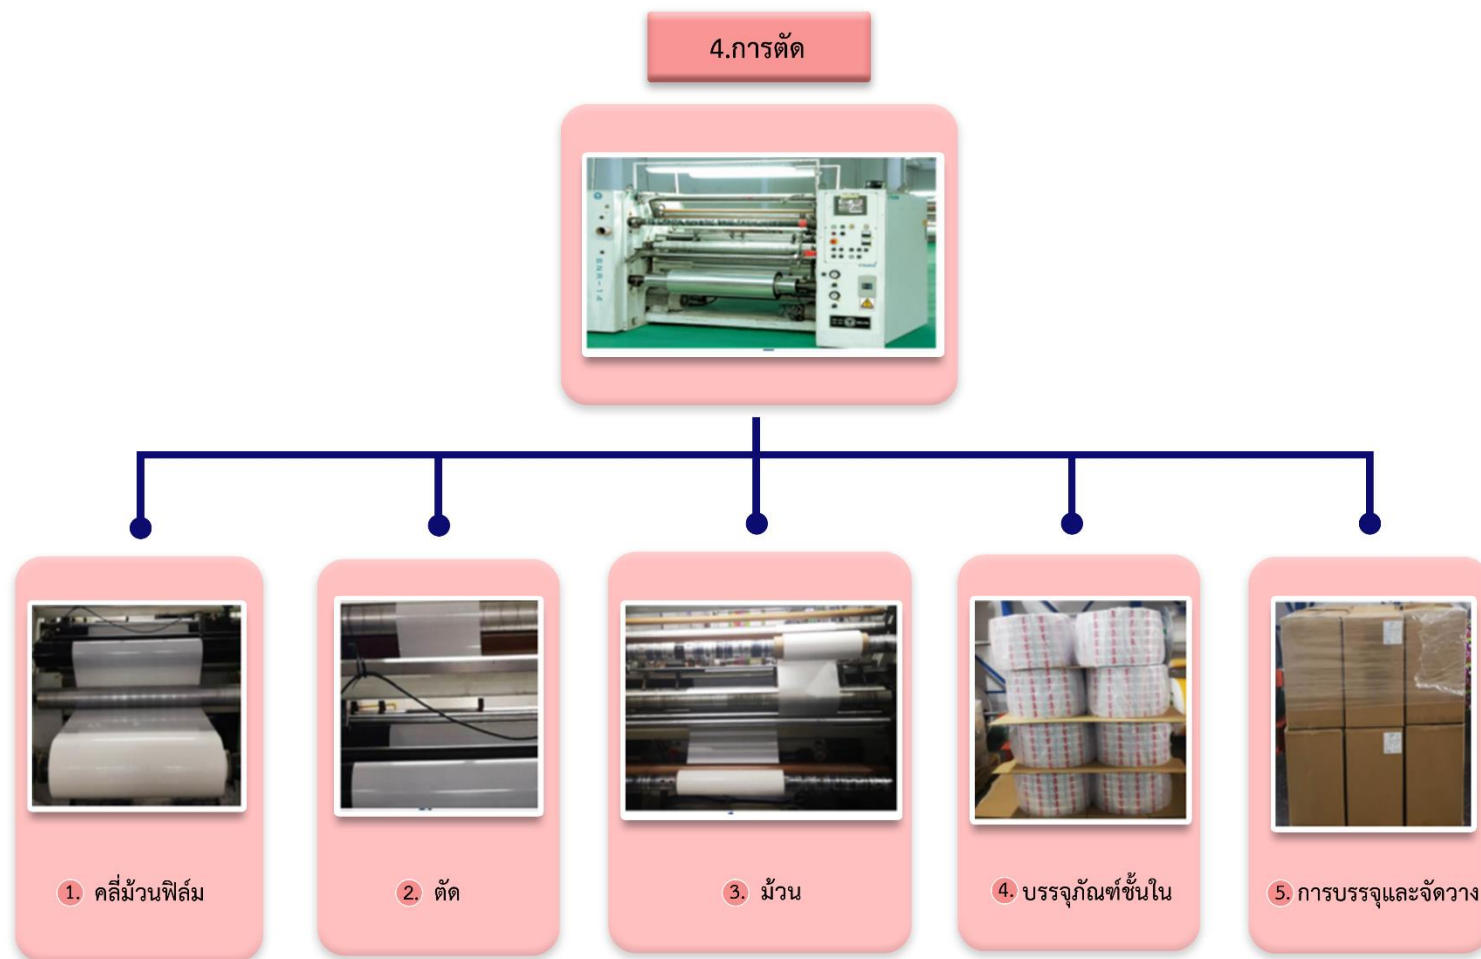 4.การตัด
SNR-14
1. คลี่ม้วนฟิล์ม
2. ตัด
3. ม้วน
4. บรรจุภัณฑ์ชั้นใน
5. การบรรจุและจัดวาง